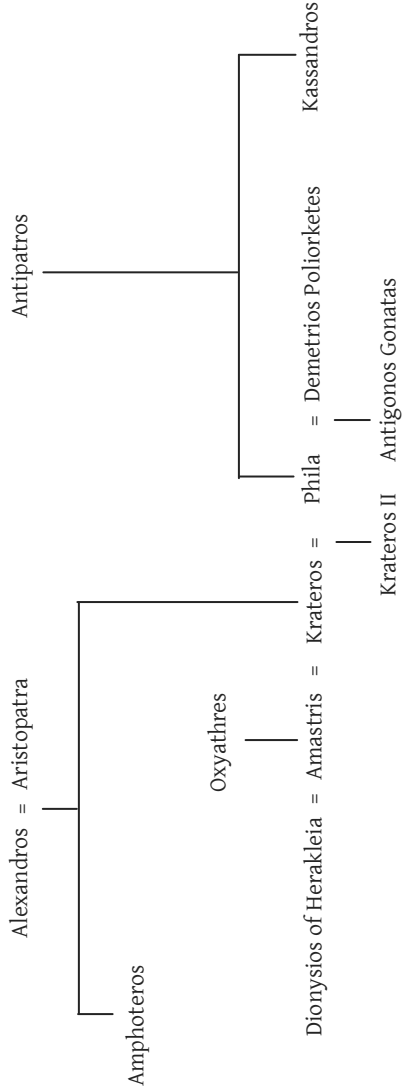 Alexandros = Aristopatra
Antipatros
Amphoteros
Oxyathres
Dionysios of Herakleia = Amastris = Krateros = Phila = Demetrios Poliorketes
Kassandros
Krateros II
Antigonos Gonatas